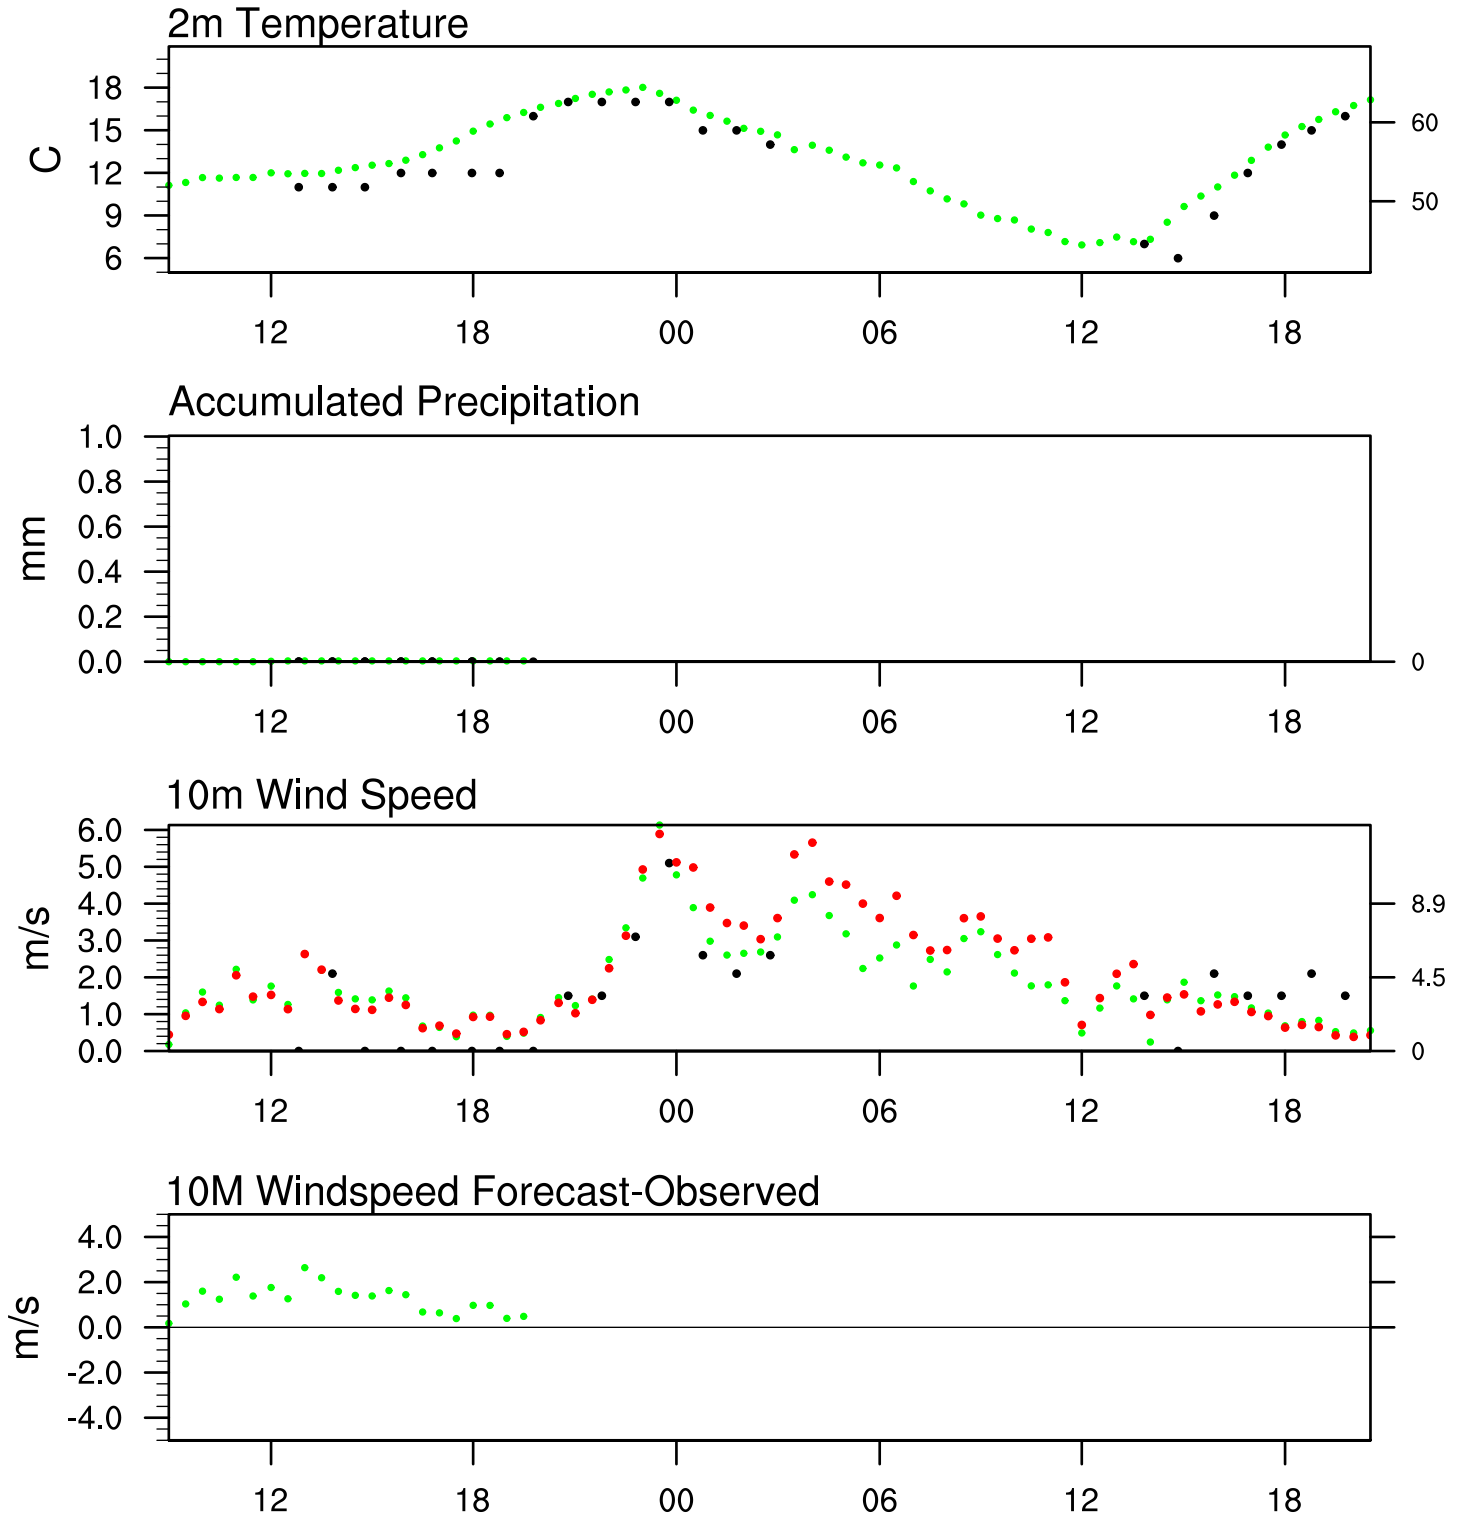 2m Temperature
18
15
12
9
6
C
60
50
12 18 00 06 12 18
Accumulated Precipitation
1.0
0.8
0.6
0.4
0.2
0.0
mm
0
12 18 00 06 12 18
10m Wind Speed
6.0
5.0
4.0
3.0
2.0
1.0
0.0
m/s
8.9
4.5
0
12 18 00 06 12 18
10M Windspeed Forecast-Observed
4.0
2.0
0.0
-2.0
-4.0
m/s
12 18 00 06 12 18